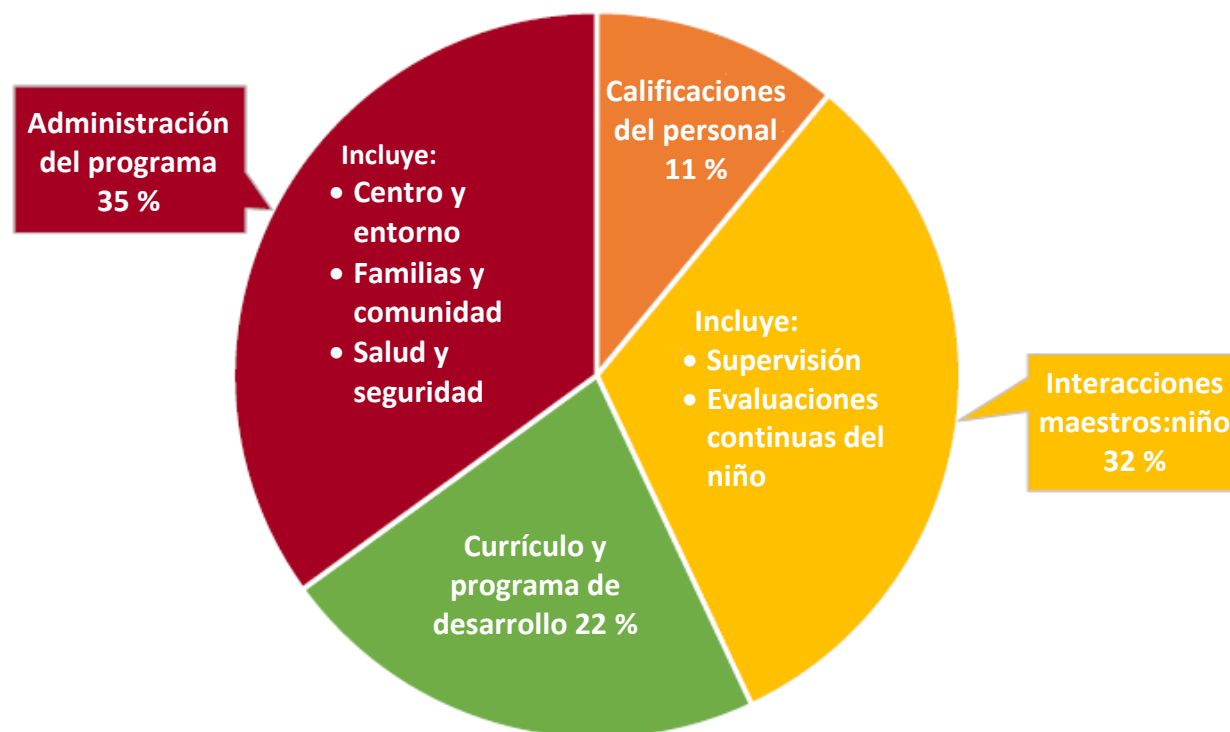 Administración
del programa
35 %
Incluye:
• Centro y
entorno
• Familias y
comunidad
• Salud y
seguridad
Calificaciones
del personal
11 %
Incluye:
• Supervisión
• Evaluaciones
continuas del
niño
Interacciones
maestros:niño
32 %
Currículo y
programa de
desarrollo 22 %